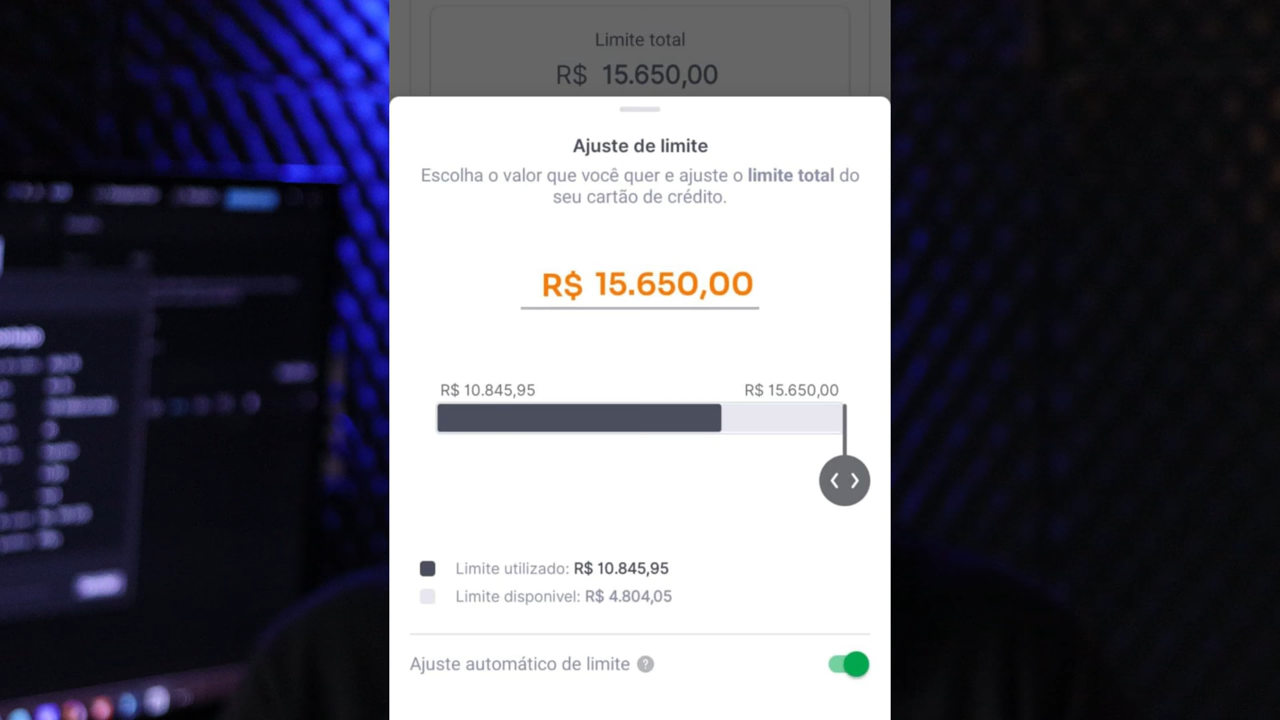 Limite total
R$ 15.650,00
Ajuste de limite
Escolha o valor que você quer e ajuste o limite total do
seu cartão de crédito.
R$ 15.650,00
R$ 10.845,95 R$ 15.650,00
Limite utilizado: R$ 10.845,95
Limite disponivel: R$ 4.804,05
Ajuste automático de limite ?